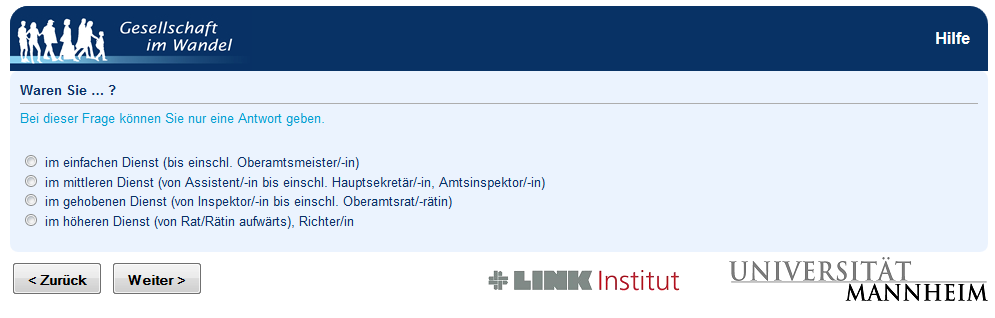 Gesellschaft
im Wandel
Hilfe
Waren Sie ... ?
Bei dieser Frage können Sie nur eine Antwort geben.
im einfachen Dienst (bis einschl. Oberamtsmeister/-in)
im mittleren Dienst (von Assistent/-in bis einschl. Hauptsekretär/-in, Amtsinspektor/-in)
im gehobenen Dienst (von Inspektor/-in bis einschl. Oberamtsrat/-rätin)
im höheren Dienst (von Rat/Rätin aufwärts), Richter/in
< Zurück
Weiter >
LINK Institut
UNIVERSITÄT
MANNHEIM